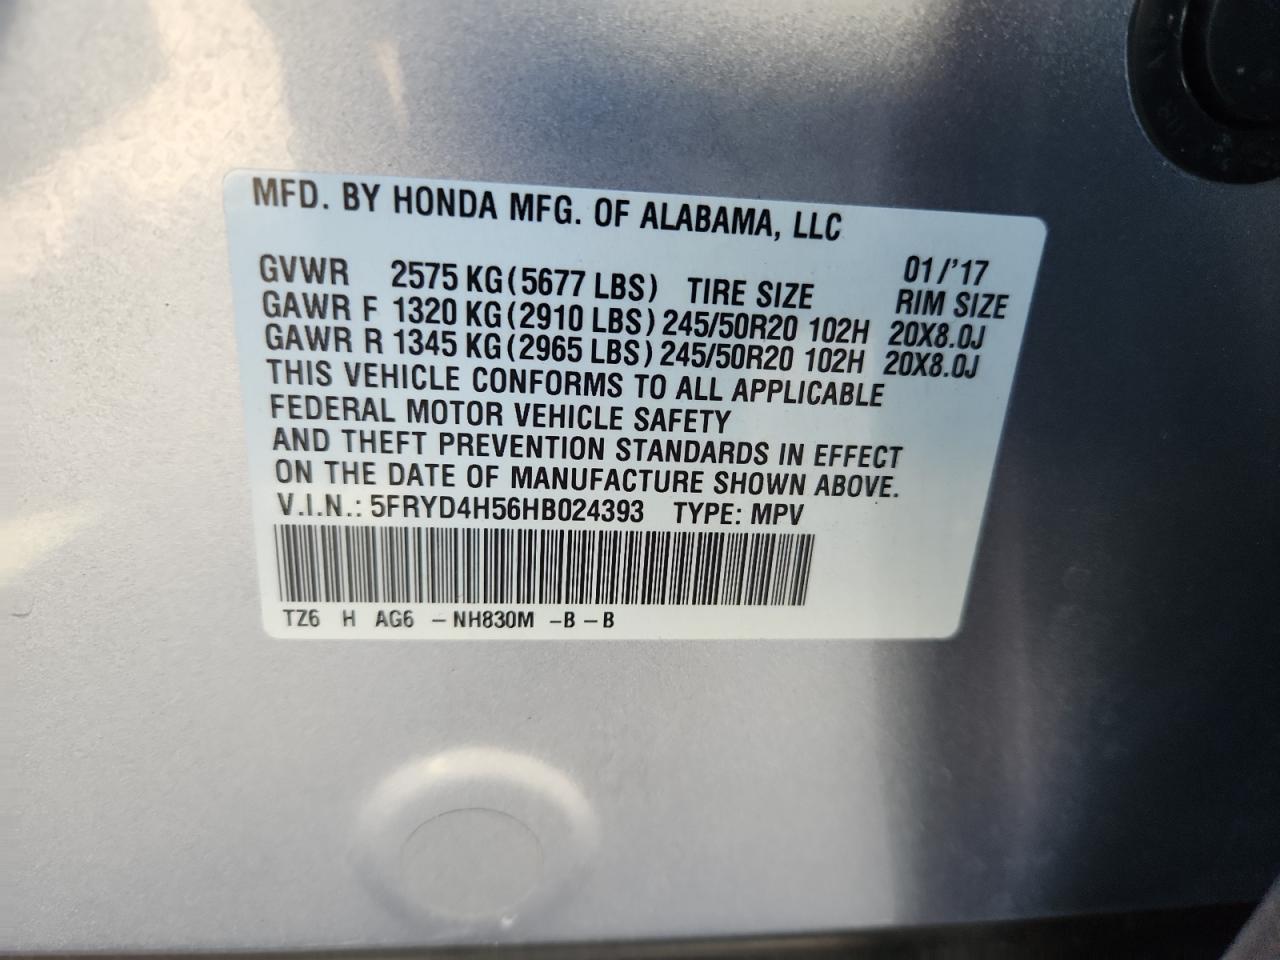 MFD. BY HONDA MFG. OF ALABAMA, LLC
01/'17
GVWR 2575 KG (5677 LBS) TIRE SIZE RIM SIZE
GAWR F 1320 KG (2910 LBS) 245/50R20 102H 20X8.0J
GAWR R 1345 KG (2965 LBS) 245/50R20 102H 20X8.0J
THIS VEHICLE CONFORMS TO ALL APPLICABLE
FEDERAL MOTOR VEHICLE SAFETY
AND THEFT PREVENTION STANDARDS IN EFFECT
ON THE DATE OF MANUFACTURE SHOWN ABOVE.
V.I.N.: 5FRYD4H56HB024393 TYPE: MPV
TZ6 H AG6 -NH830M -B -B